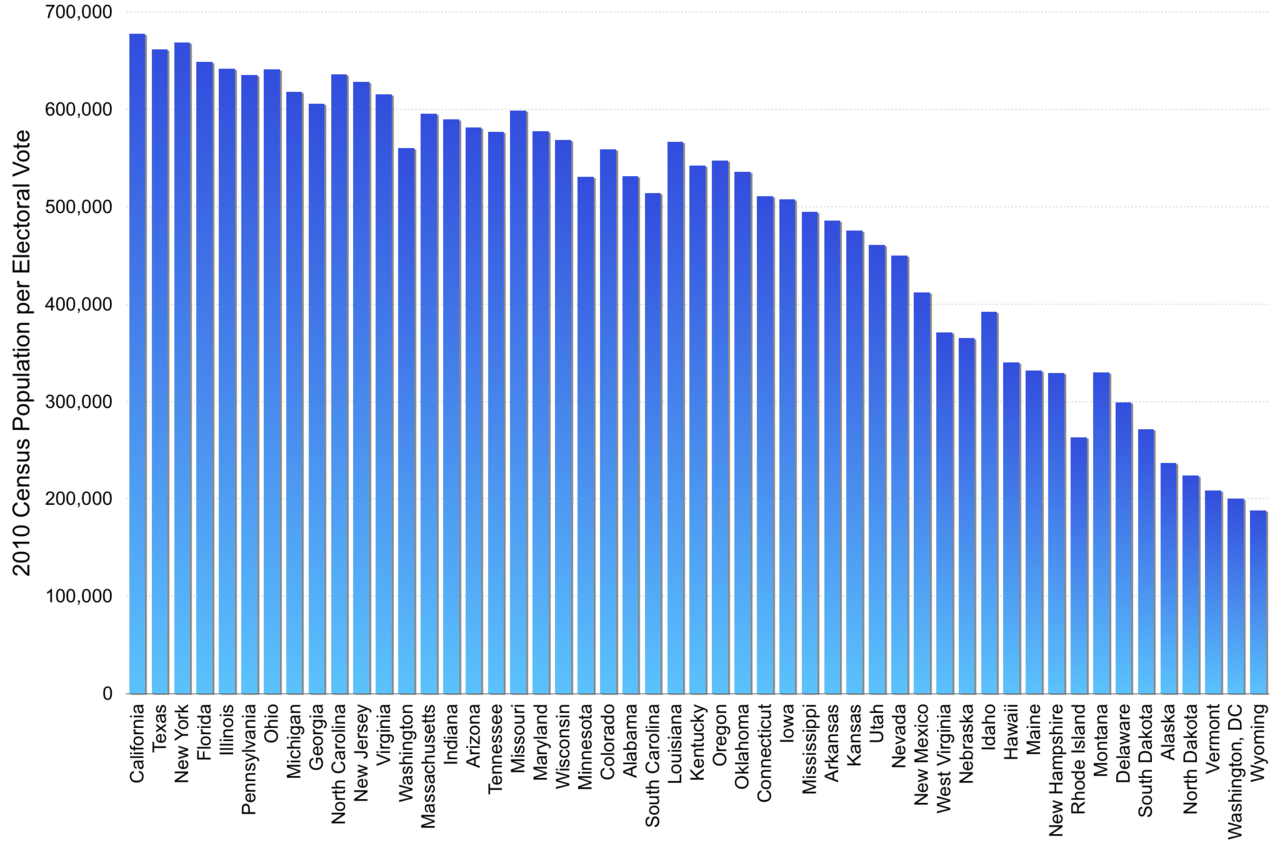 2010 Census Population per Electoral Vote
700,000
600,000
500,000
400,000
300,000
200,000
100,000
0
California
Texas
New York
Florida
Illinois
Pennsylvania
Ohio
Michigan
Georgia
North Carolina
New Jersey
Virginia
Washington
Massachusetts
Indiana
Arizona
Tennessee
Missouri
Maryland
Wisconsin
Minnesota
Colorado
Alabama
South Carolina
Louisiana
Kentucky
Oregon
Oklahoma
Connecticut
Iowa
Mississippi
Arkansas
Kansas
Utah
Nevada
New Mexico
West Virginia
Nebraska
Idaho
Hawaii
Maine
New Hampshire
Rhode Island
Montana
Delaware
South Dakota
Alaska
North Dakota
Vermont
Washington, DC
Wyoming